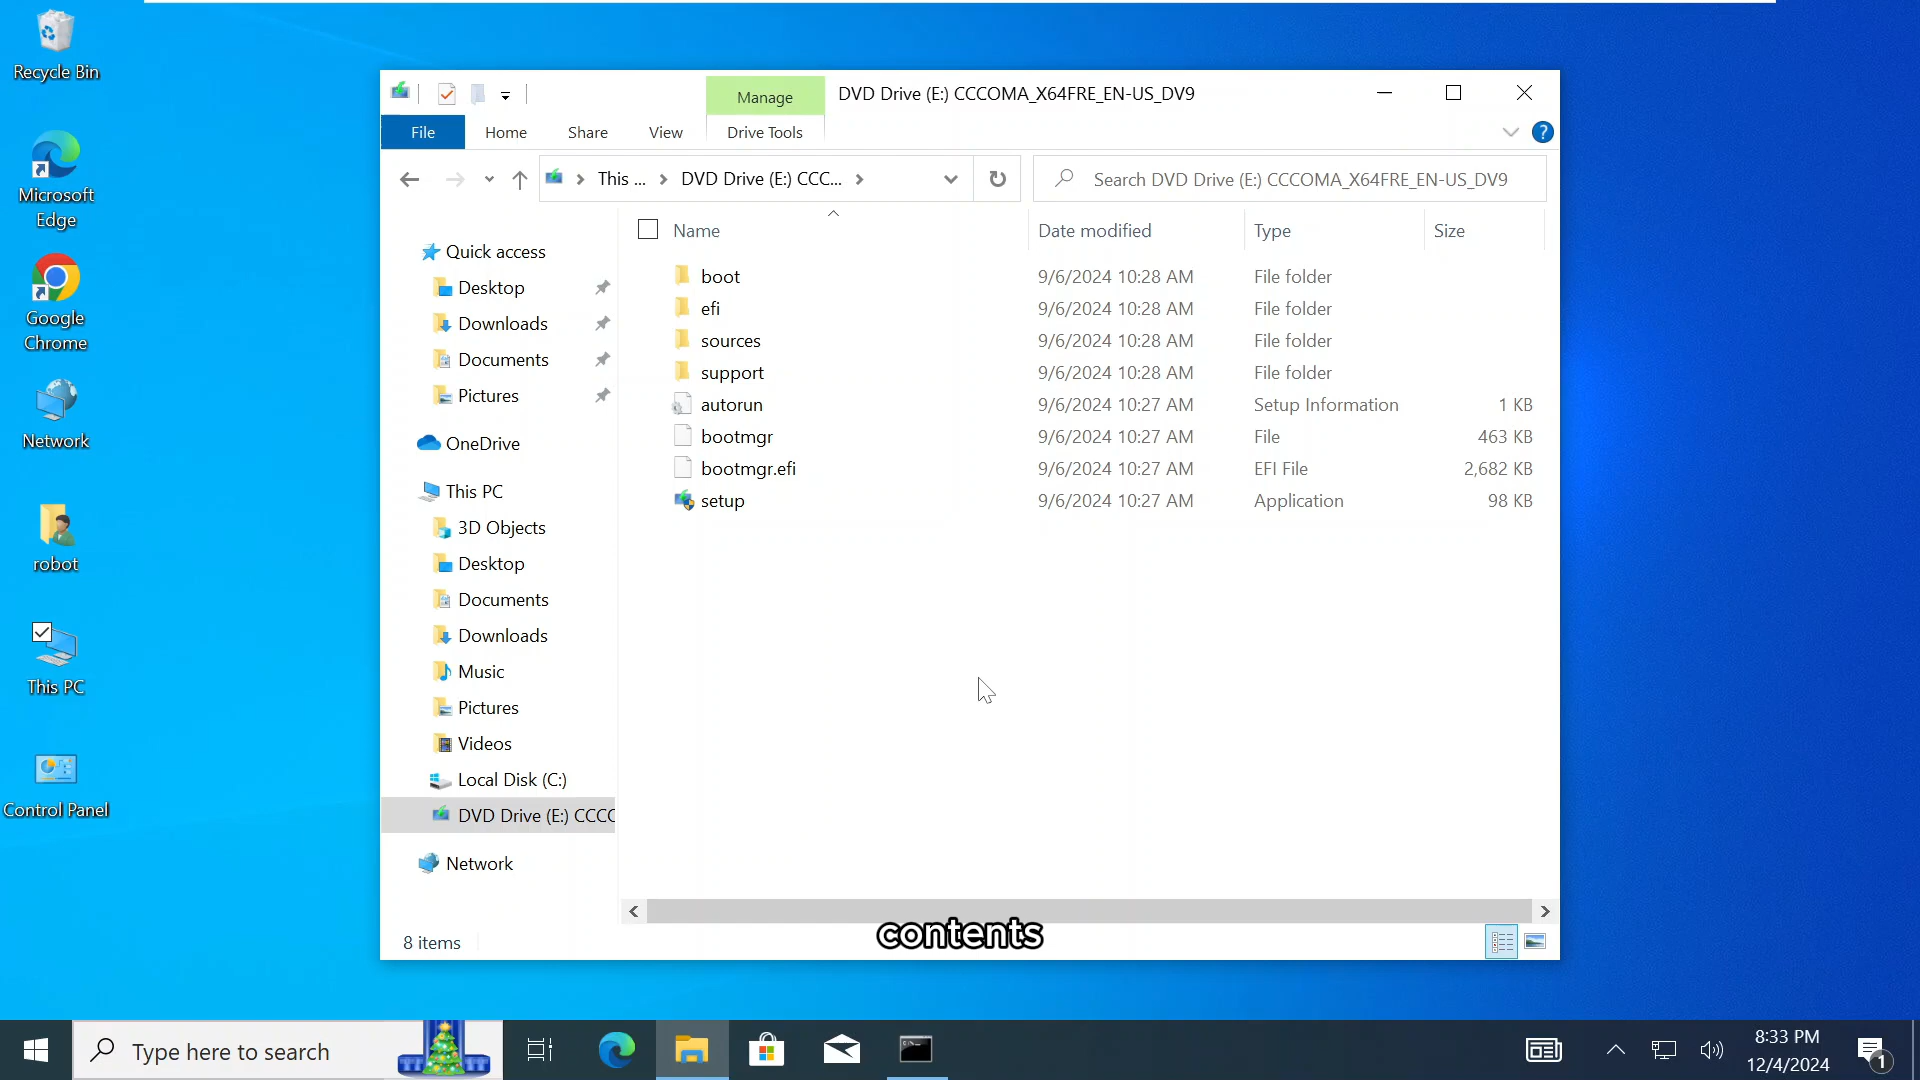 Recycle Bin
Microsoft
Edge
Google
Chrome
Network
robot
This PC
Control Panel
Manage
DVD Drive (E:) CCCOMA_X64FRE_EN-US_DV9
File
Home
Share
View
Drive Tools
?
This ...
DVD Drive (E:) CCC...
Search DVD Drive (E:) CCCOMA_X64FRE_EN-US_DV9
Quick access
Desktop
Downloads
Documents
Pictures
OneDrive
This PC
3D Objects
Desktop
Documents
Downloads
Music
Pictures
Videos
Local Disk (C:)
DVD Drive (E:) CCCC
Network
Name Date modified Type Size
boot 9/6/2024 10:28 AM File folder
efi 9/6/2024 10:28 AM File folder
sources 9/6/2024 10:28 AM File folder
support 9/6/2024 10:28 AM File folder
autorun 9/6/2024 10:27 AM Setup Information 1 KB
bootmgr 9/6/2024 10:27 AM File 463 KB
bootmgr.efi 9/6/2024 10:27 AM EFI File 2,682 KB
setup 9/6/2024 10:27 AM Application 98 KB
contents
8 items
Type here to search
8:33 PM
12/4/2024
1